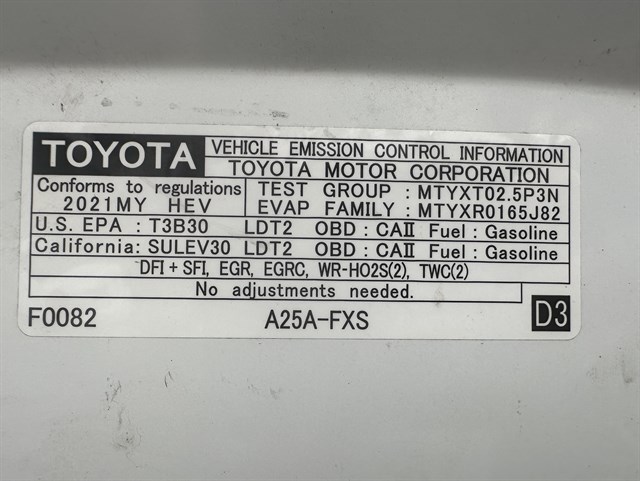 TOYOTA
VEHICLE EMISSION CONTROL INFORMATION
TOYOTA MOTOR CORPORATION
Conforms to regulations
2021MY HEV
TEST GROUP : MTYXT02.5P3N
EVAP FAMILY : MTYXR0165J82
U.S. EPA : T3B30 LDT2 OBD : CAⅡ Fuel : Gasoline
California: SULEV30 LDT2 OBD : CAⅡ Fuel : Gasoline
DFI + SFI, EGR, EGRC, WR-HO2S(2), TWC(2)
No adjustments needed.
F0082 A25A-FXS D3